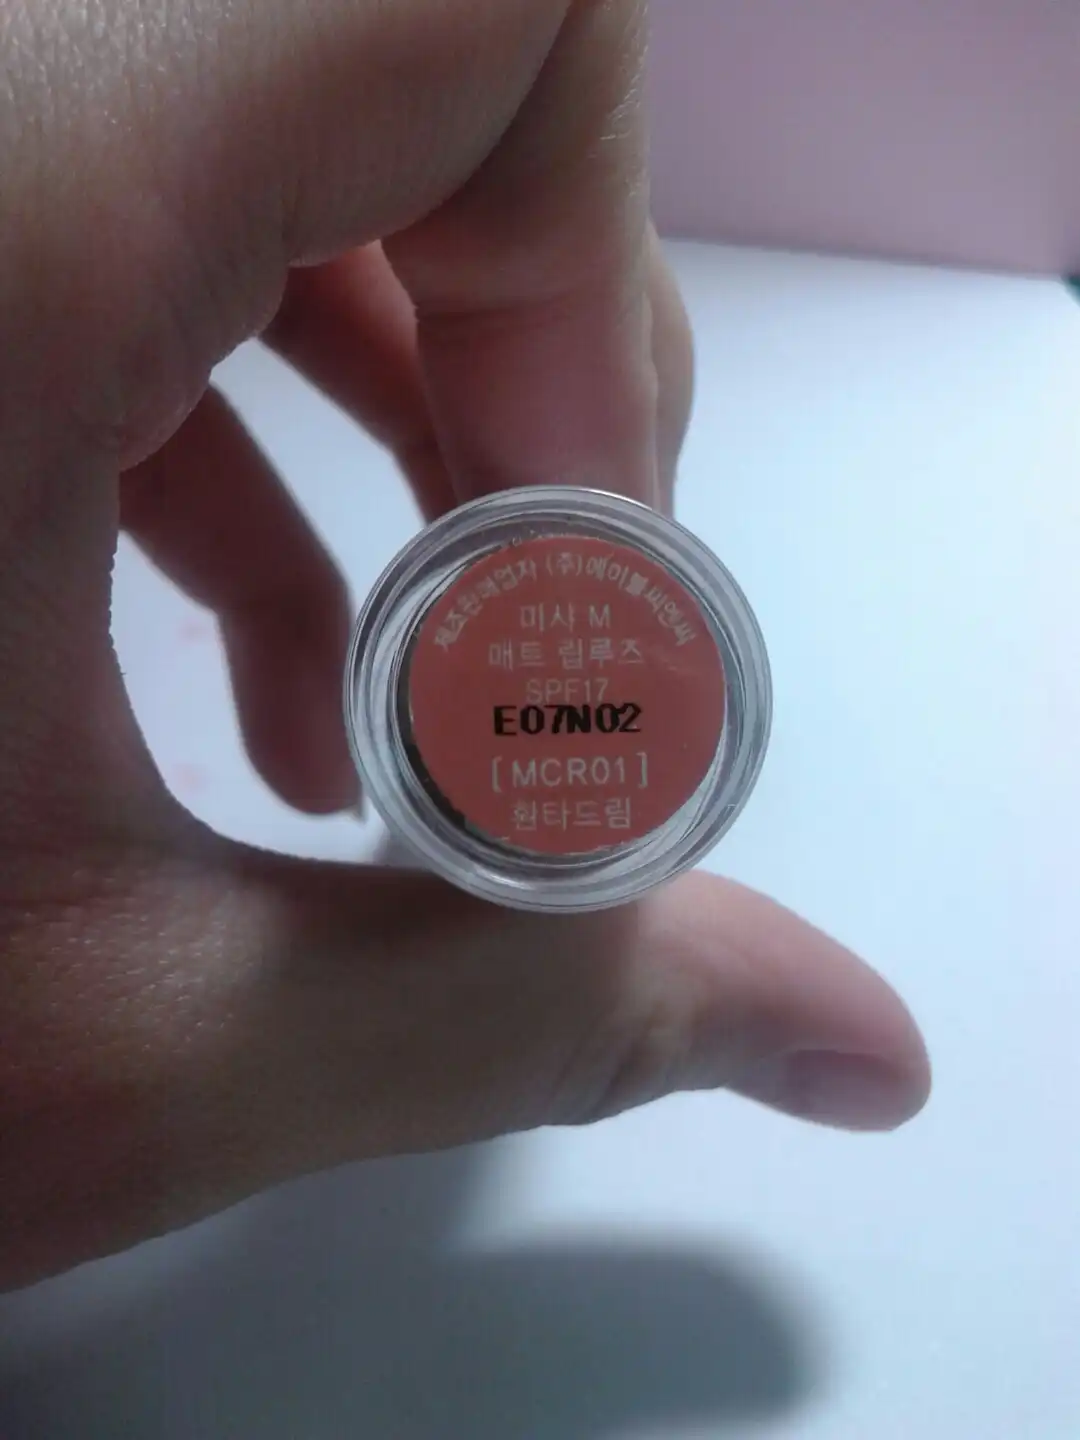 제조판매업자 (주)에이블씨엔씨
미샤 M
매트 립루즈
SPF17
E07N02
[MCR01]
환타드림